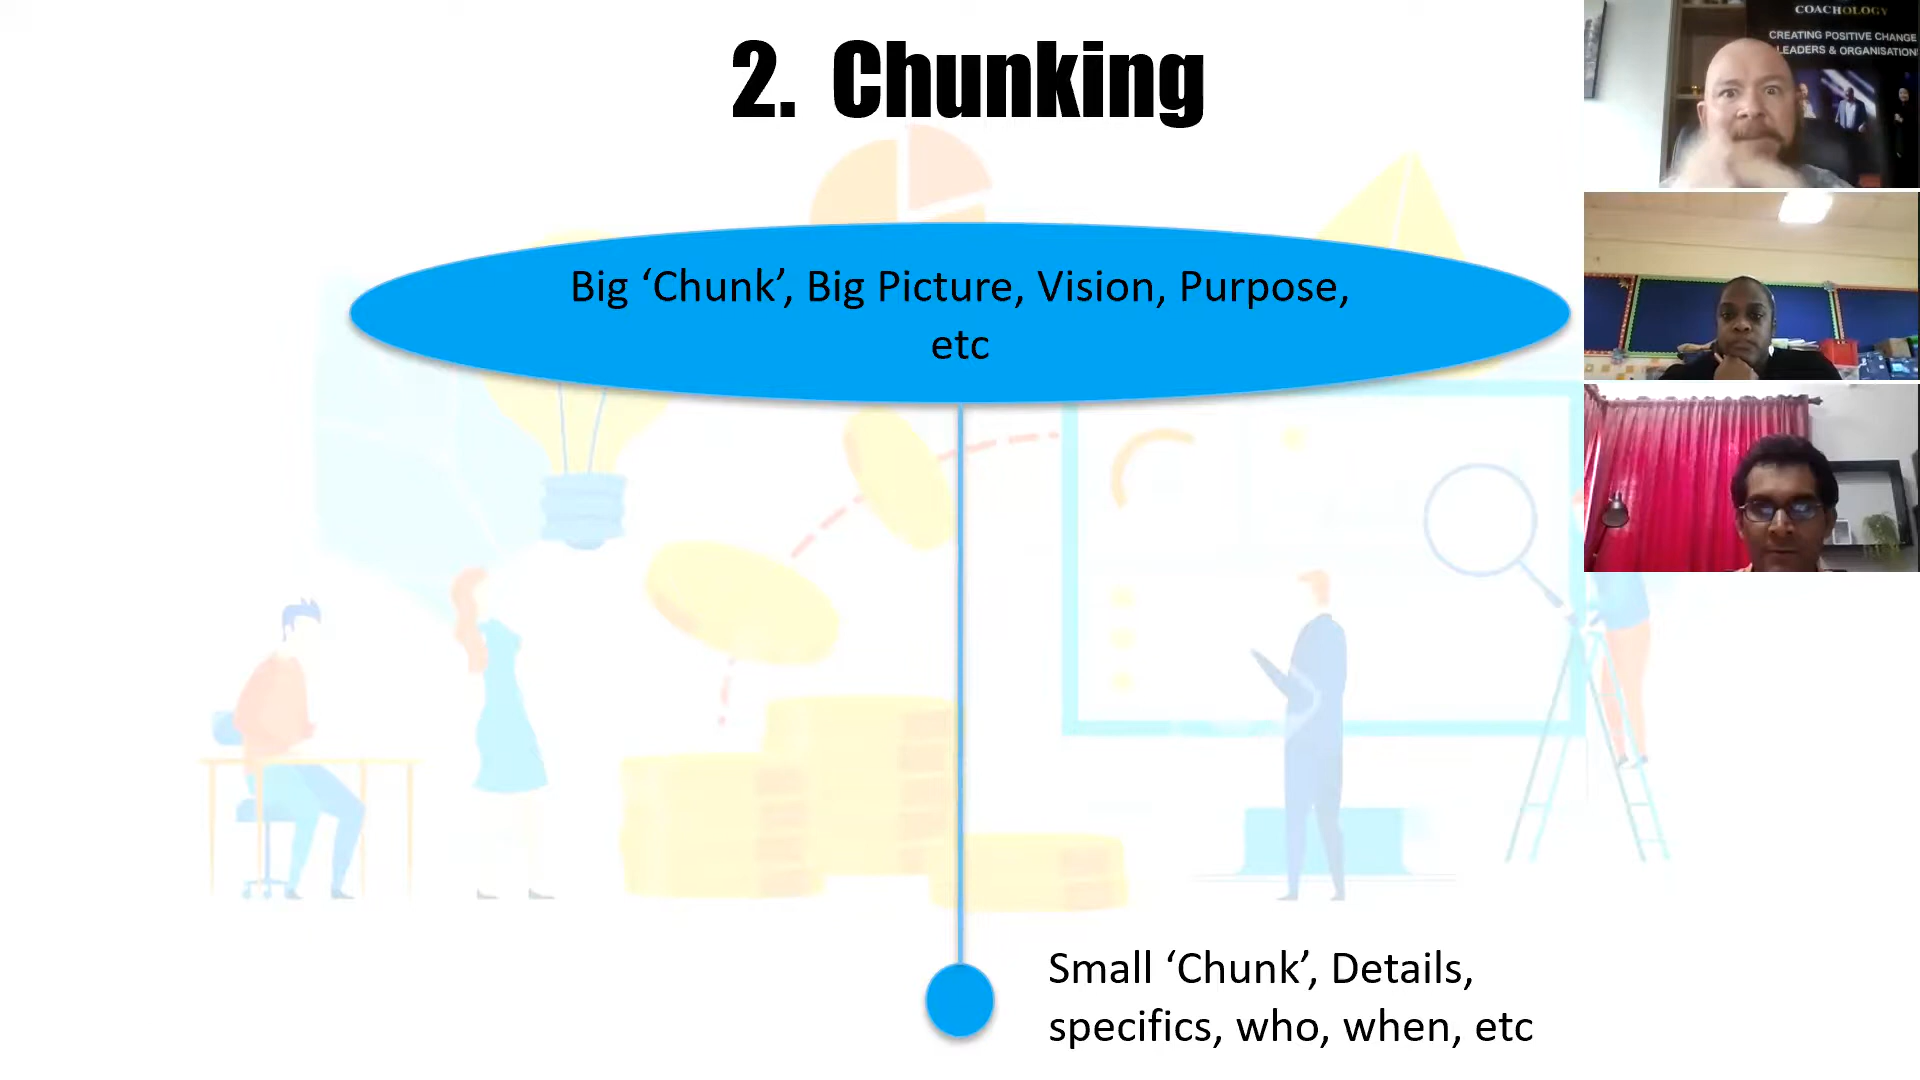 2. Chunking
Big ‘Chunk’, Big Picture, Vision, Purpose,
etc
Small ‘Chunk’, Details,
specifics, who, when, etc
COACHOLOGY
CREATING POSITIVE CHANGE
LEADERS & ORGANISATION